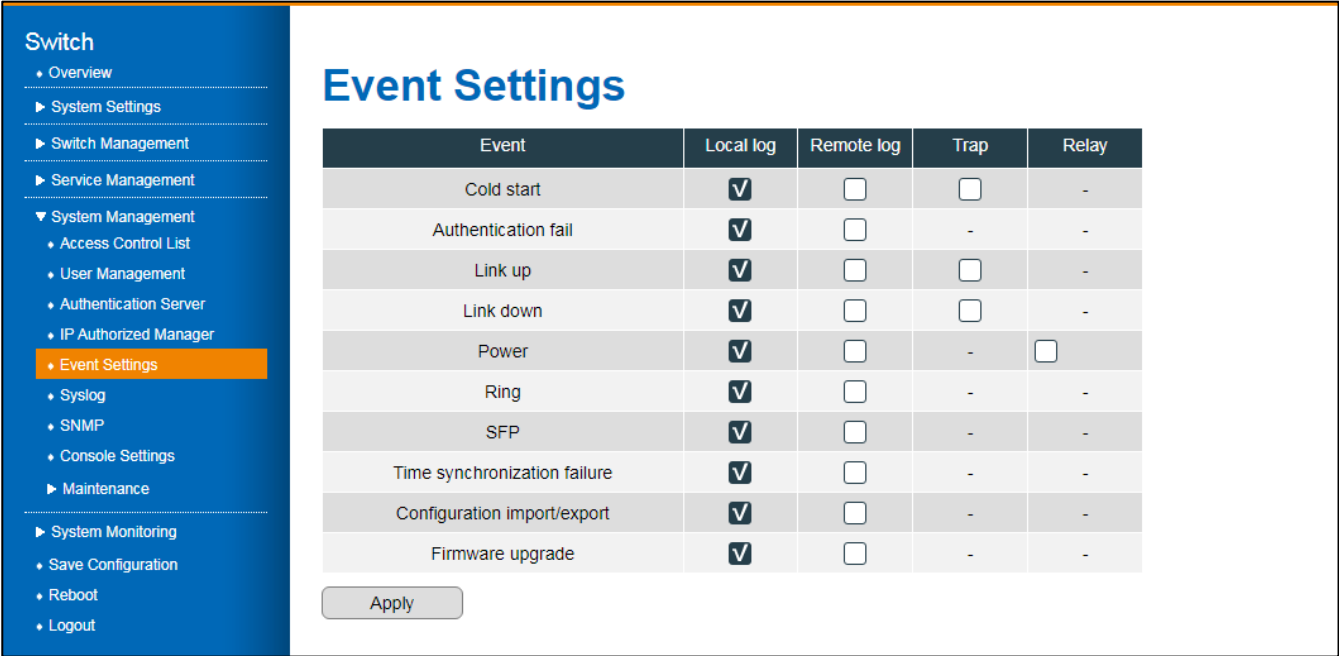 Switch
Overview
System Settings
Switch Management
Service Management
System Management
Access Control List
User Management
Authentication Server
IP Authorized Manager
Event Settings
Syslog
SNMP
Console Settings
Maintenance
System Monitoring
Save Configuration
Reboot
Logout
Event Settings
Event Local log Remote log Trap Relay
Cold start -
Authentication fail - -
Link up -
Link down -
Power -
Ring - -
SFP - -
Time synchronization failure - -
Configuration import/export - -
Firmware upgrade - -
Apply